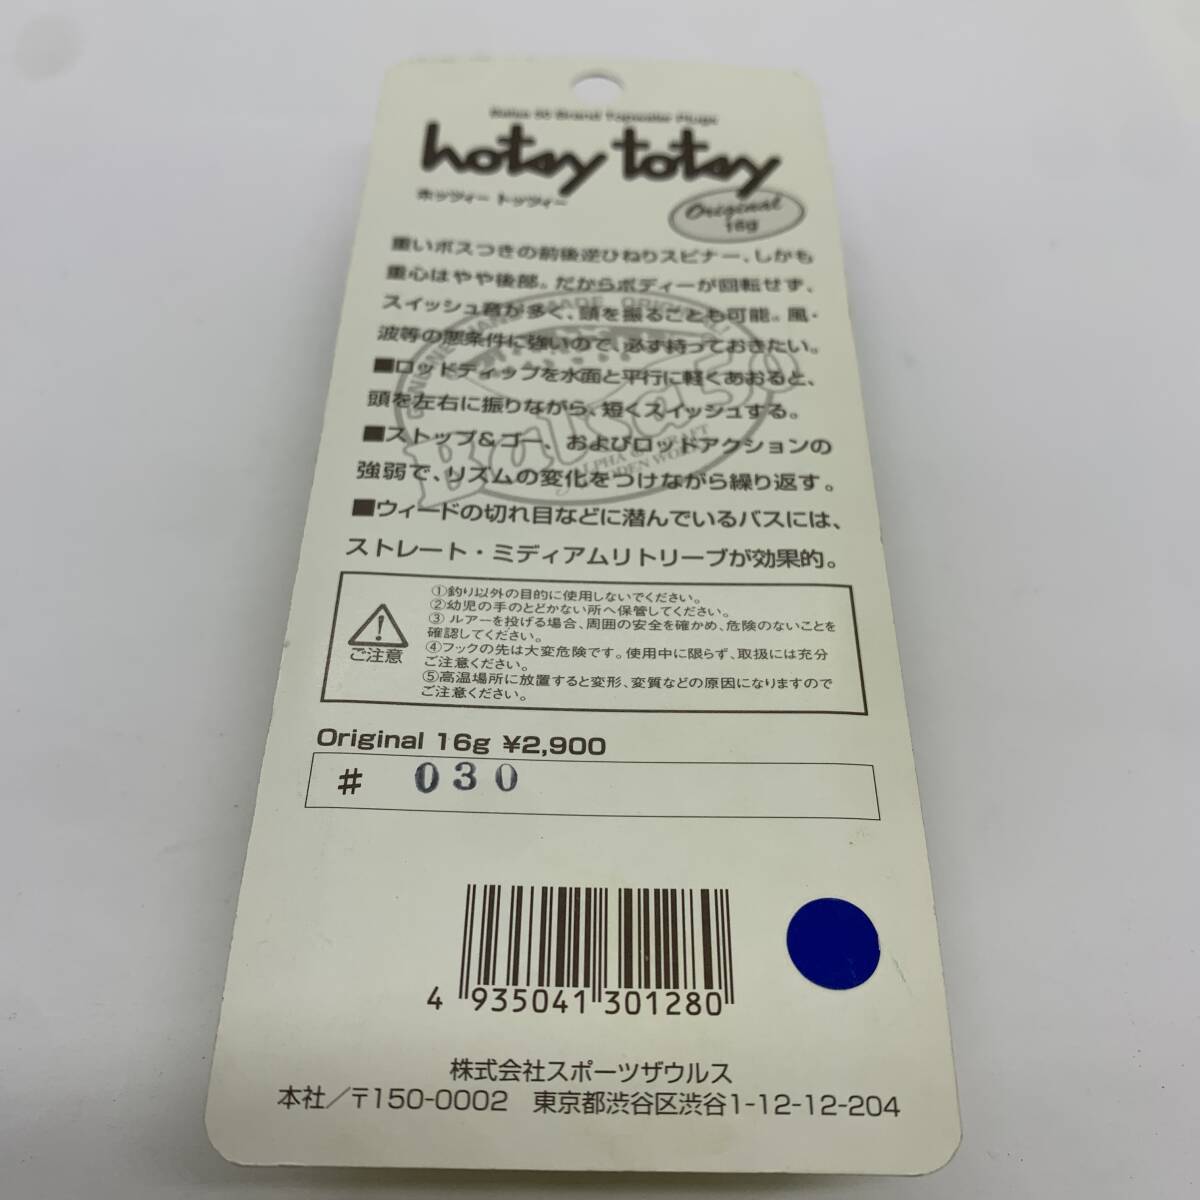 Balsa 50 Brand Topwater Plugs
hotsy totsy
ホッツィー トッツィー
Original
16g
重いボスつきの前後逆ひねりスピナー、しかも
重心はやや後部。だからボディーが回転せず、
スイッシュ音が多く、頭を振ることも可能。風・
波等の悪条件に強いので、必ず持っておきたい。
■ロッドティップを水面と平行に軽くあおると、
頭を左右に振りながら、短くスイッシュする。
■ストップ&ゴー、およびロッドアクションの
強弱で、リズムの変化をつけながら繰り返す。
■ウィードの切れ目などに潜んでいるバスには、
ストレート・ミディアムリトリーブが効果的。
Balsa50
ご注意
①釣り以外の目的に使用しないでください。
②幼児の手のとどかない所へ保管してください。
③ルアーを投げる場合、周囲の安全を確かめ、危険のないことを
確認してください。
④フックの先は大変危険です。使用中に限らず、取扱には充分
ご注意ください。
⑤高温場所に放置すると変形、変質などの原因になりますので
ご注意ください。
Original 16g ¥2,900
# 030
4 935041 301280
株式会社スポーツザウルス
本社/〒150-0002 東京都渋谷区渋谷1-12-12-204